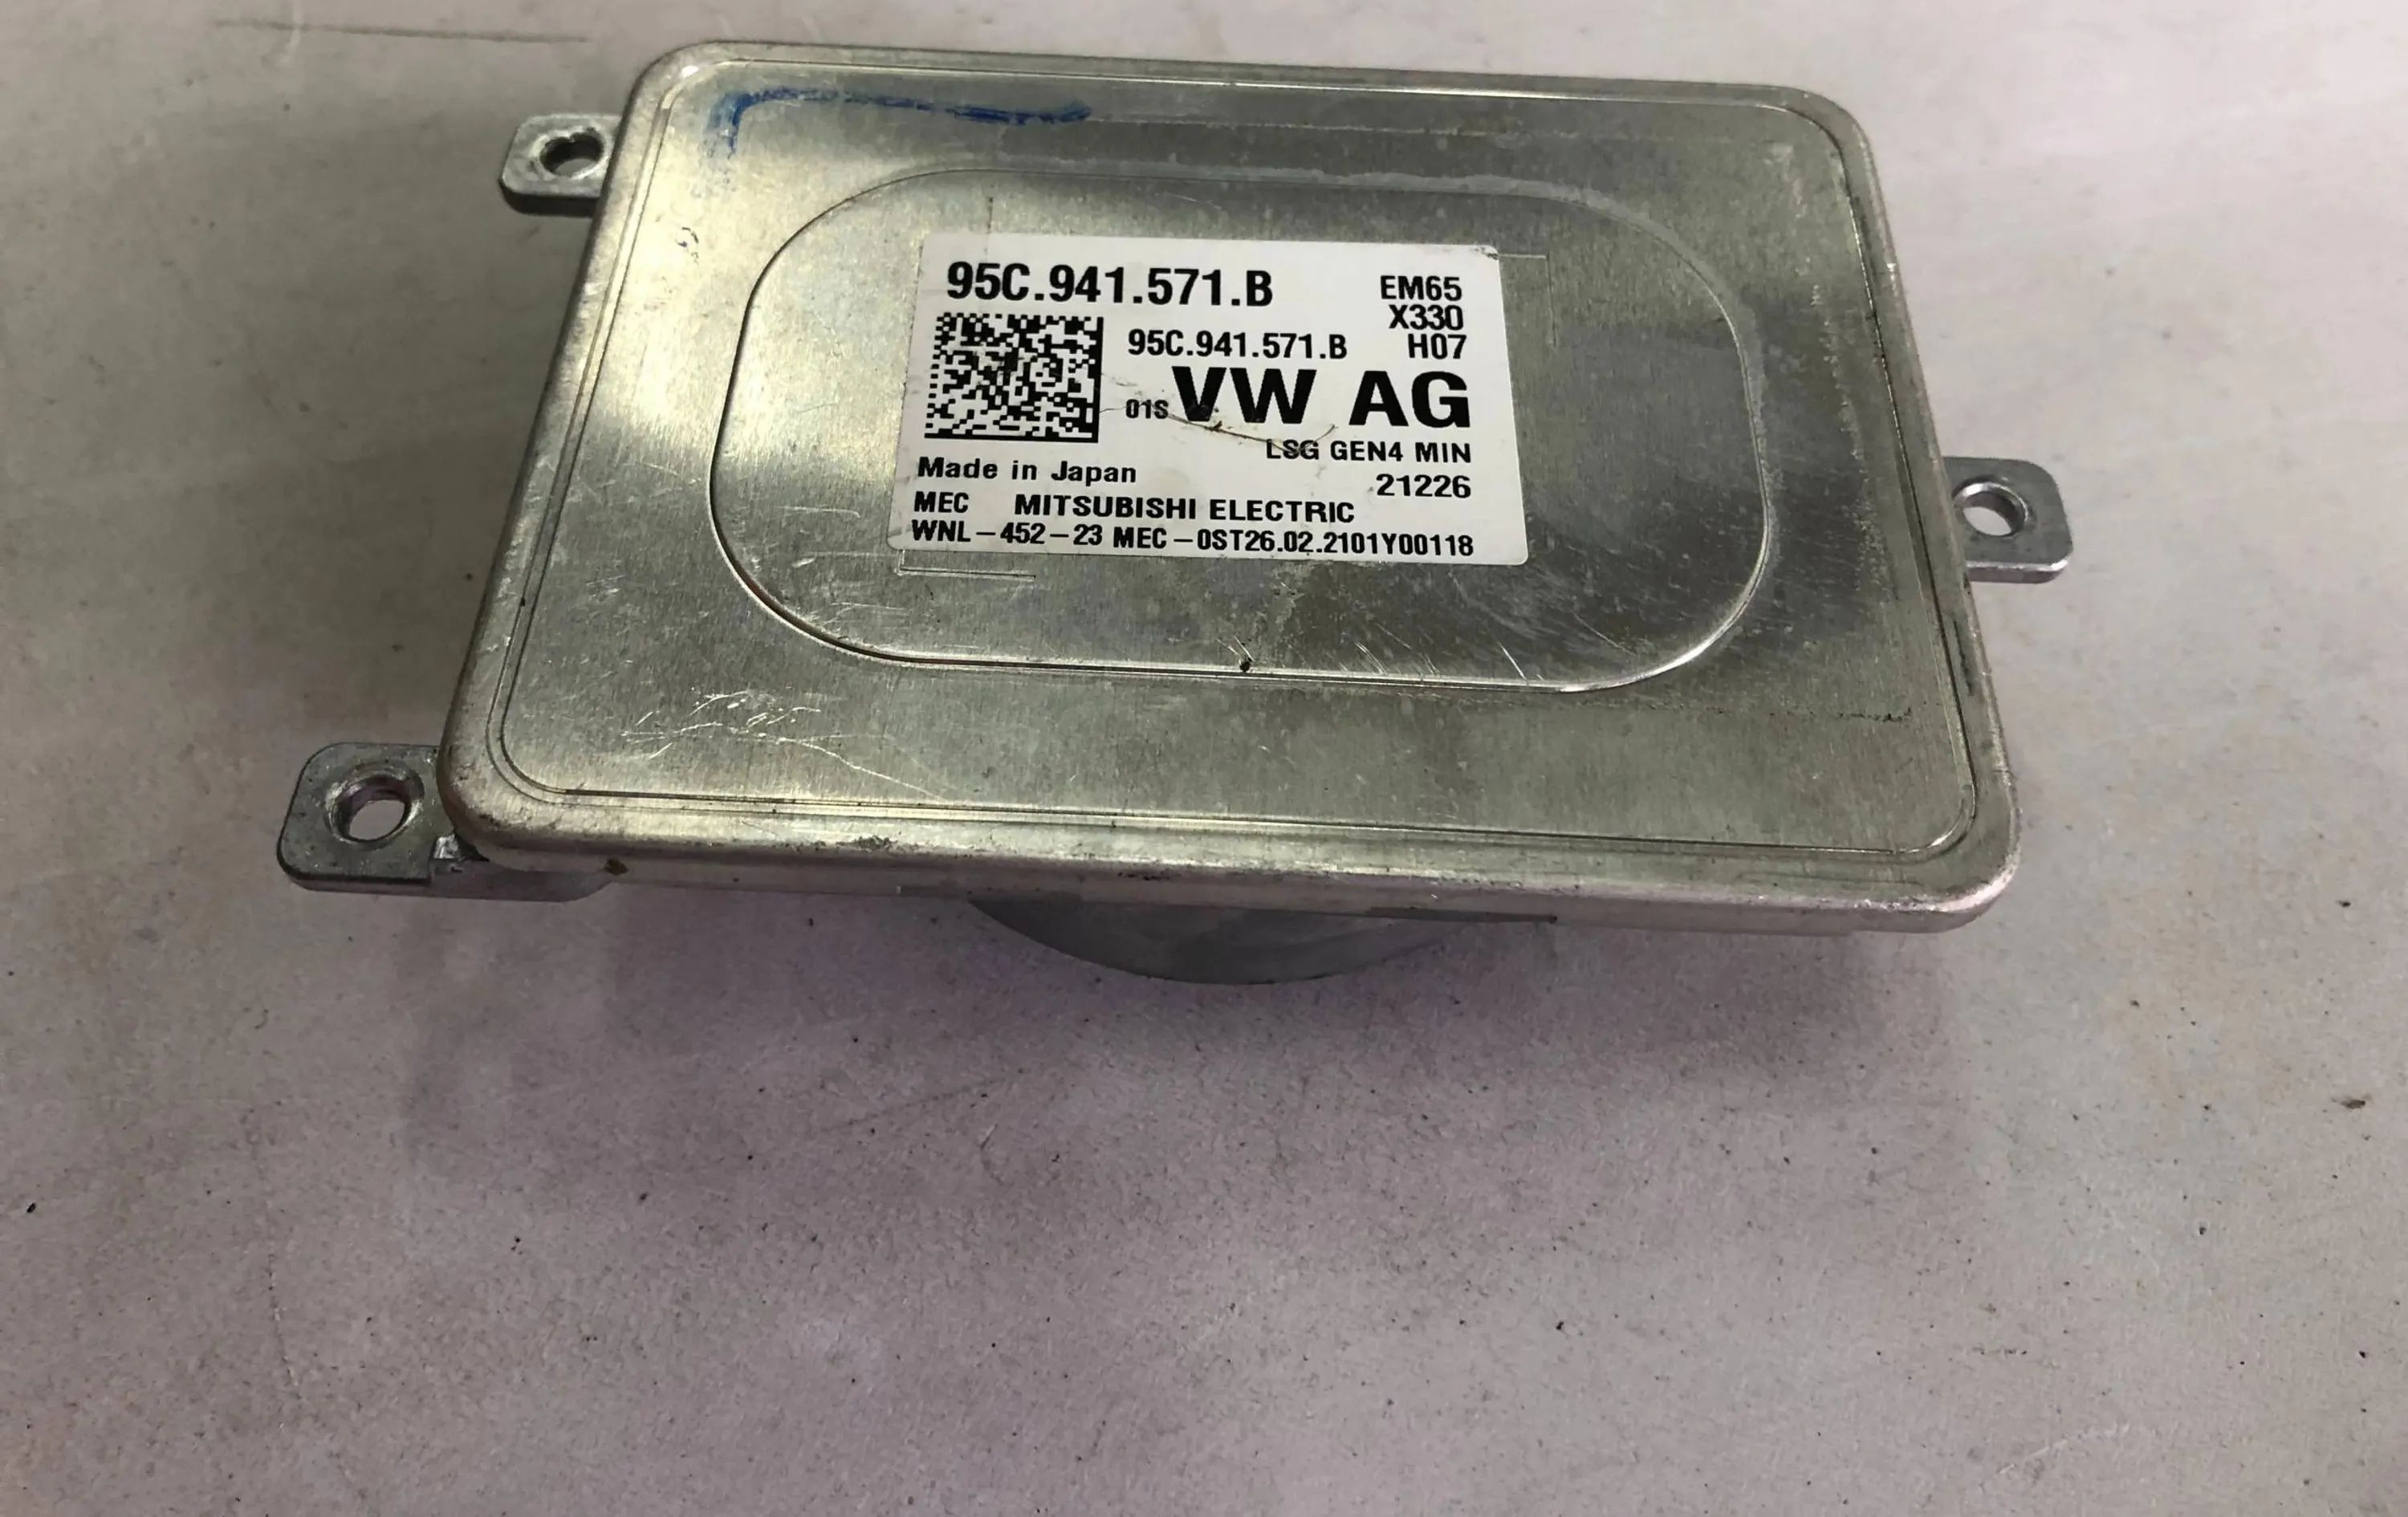 95C.941.571.B
EM65
X330
95C.941.571.B H07
01S VW AG
LSG GEN4 MIN
Made in Japan 21226
MEC MITSUBISHI ELECTRIC
WNL-452-23 MEC-0ST26.02.2101Y00118